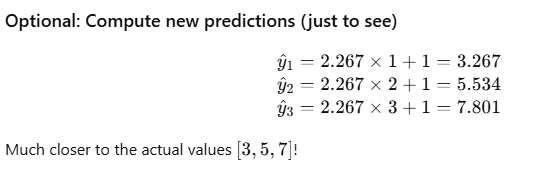 Optional: Compute new predictions (just to see)
ŷ₁ = 2.267 × 1 + 1 = 3.267
ŷ₂ = 2.267 × 2 + 1 = 5.534
ŷ₃ = 2.267 × 3 + 1 = 7.801
Much closer to the actual values [3, 5, 7]!